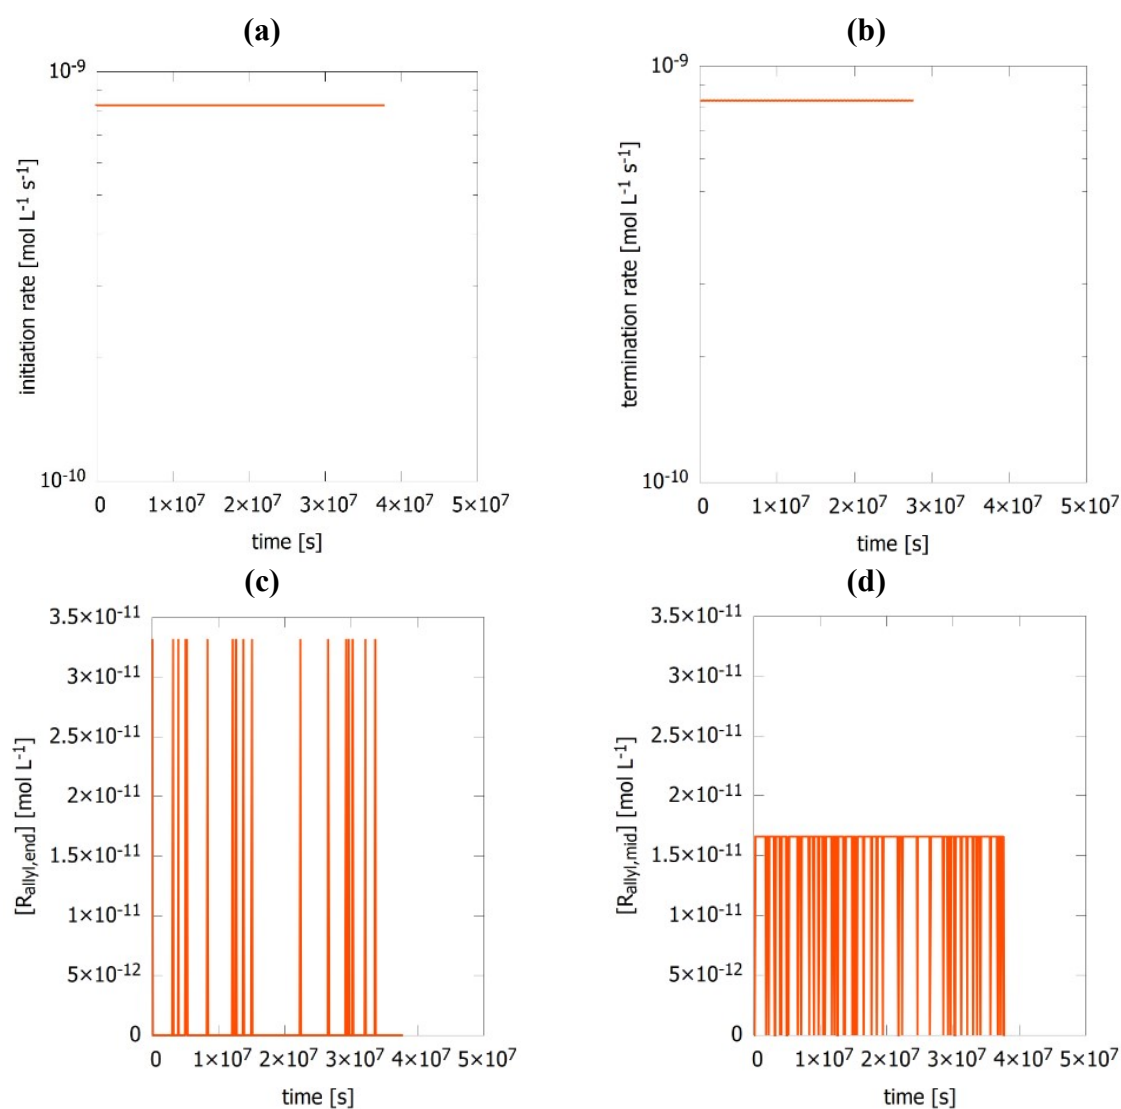 (a)
10⁻⁹
initiation rate [mol L⁻¹ s⁻¹]
10⁻¹⁰
0 1×10⁷ 2×10⁷ 3×10⁷ 4×10⁷ 5×10⁷
time [s]
(b)
10⁻⁹
termination rate [mol L⁻¹ s⁻¹]
10⁻¹⁰
0 1×10⁷ 2×10⁷ 3×10⁷ 4×10⁷ 5×10⁷
time [s]
(c)
3.5×10⁻¹¹
3×10⁻¹¹
2.5×10⁻¹¹
2×10⁻¹¹
1.5×10⁻¹¹
1×10⁻¹¹
5×10⁻¹²
0
[Rallyl,end] [mol L⁻¹]
0 1×10⁷ 2×10⁷ 3×10⁷ 4×10⁷ 5×10⁷
time [s]
(d)
3.5×10⁻¹¹
3×10⁻¹¹
2.5×10⁻¹¹
2×10⁻¹¹
1.5×10⁻¹¹
1×10⁻¹¹
5×10⁻¹²
0
[Rallyl,mid] [mol L⁻¹]
0 1×10⁷ 2×10⁷ 3×10⁷ 4×10⁷ 5×10⁷
time [s]